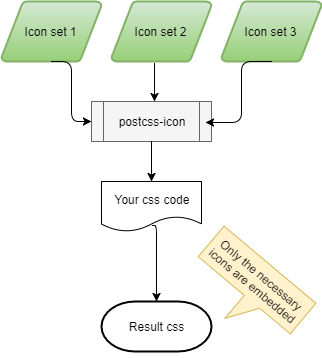 Icon set 1
Icon set 2
Icon set 3
postcss-icon
Your css code
Only the necessary
icons are embedded
Result css